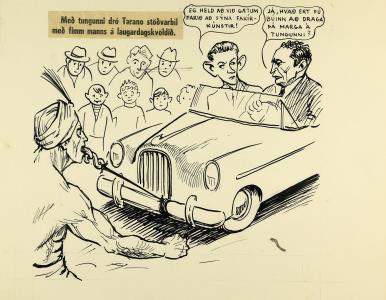 Með tungunni dró Tarano stöðvarbíl
með fimm manns á laugardagskvöldið.
ÉG HELD AÐ VIÐ GÆTUM
FARIÐ AÐ SÝNA FAKÍR-
KÚNSTIR!
JÁ, HVAÐ ERT ÞÚ
BÚINN AÐ DRAGA
ÞÁ MARGA Á
TUNGUNNI?